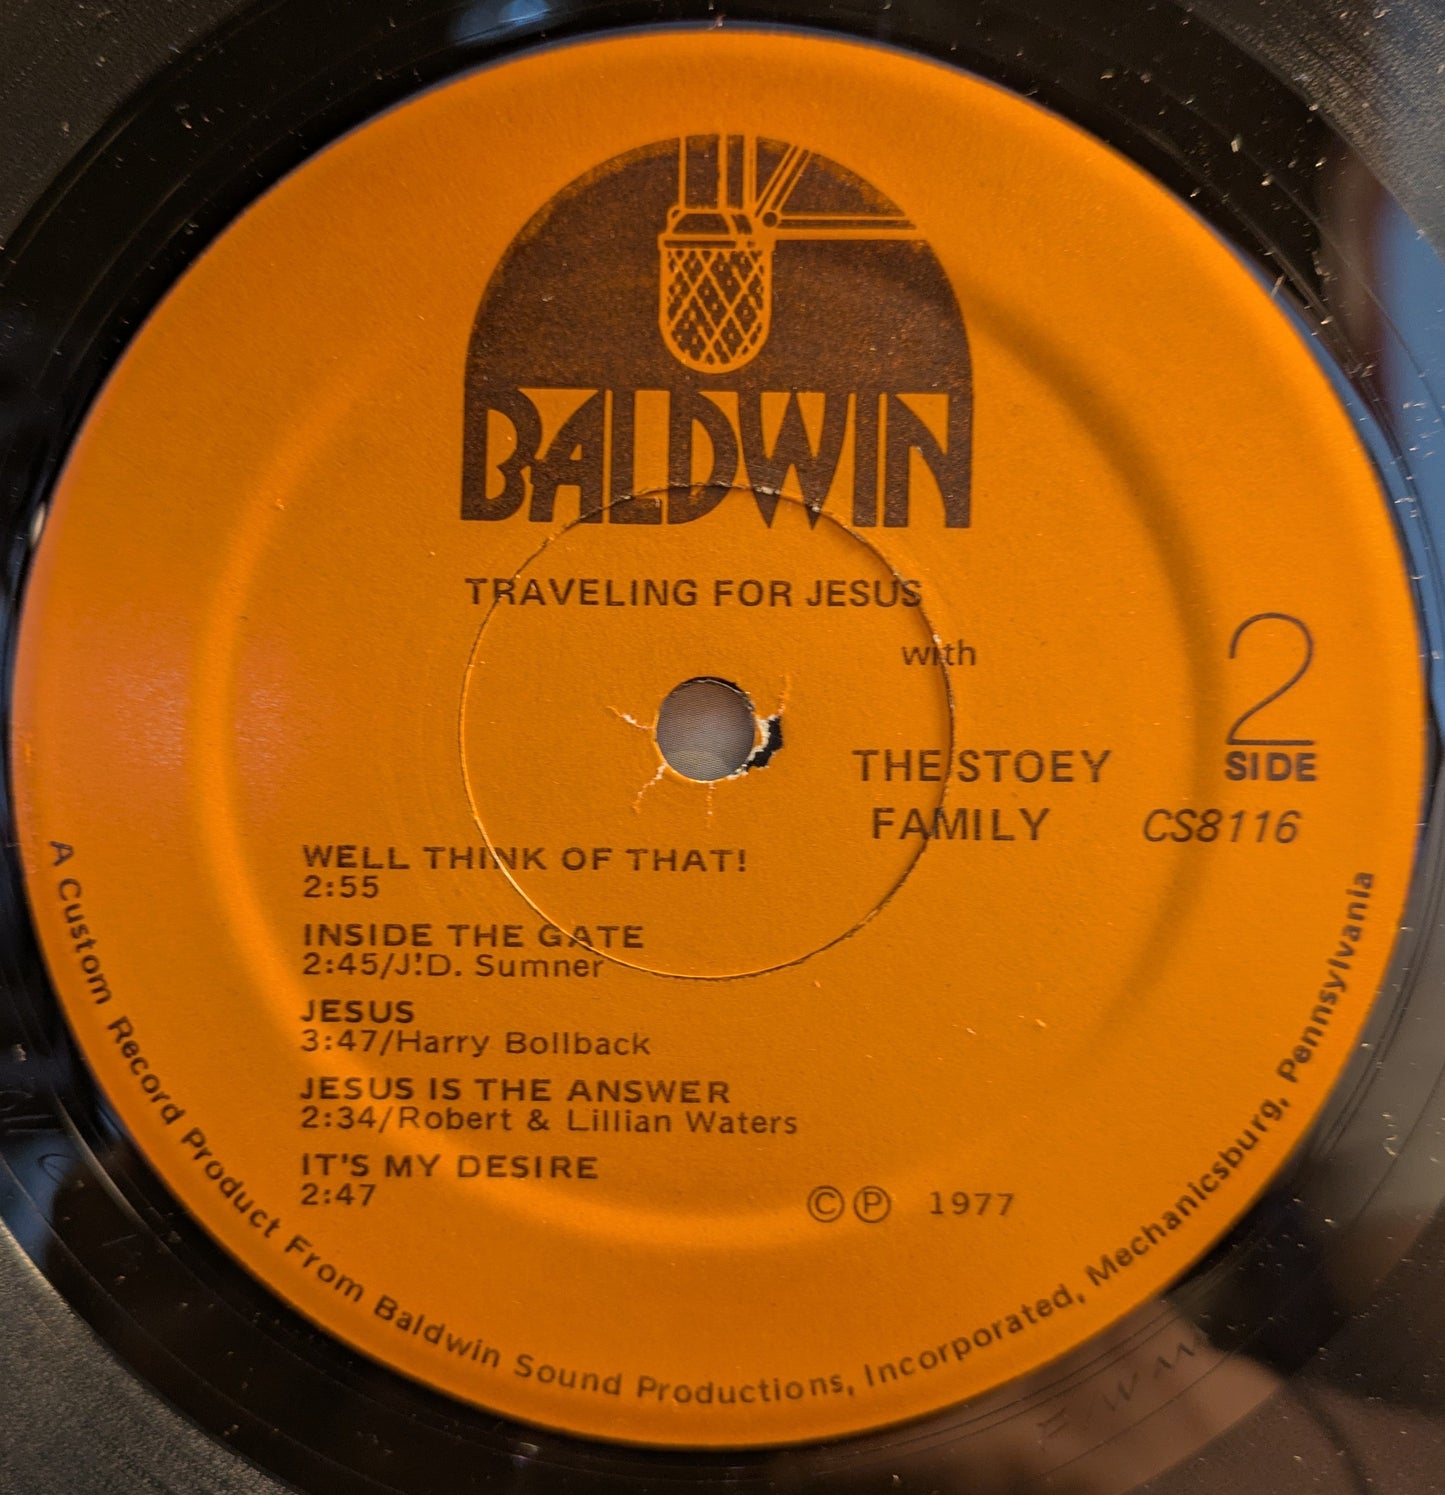 BALDWIN
TRAVELING FOR JESUS
with
THE STOEY
FAMILY
2
SIDE
CS8116
WELL THINK OF THAT!
2:55
INSIDE THE GATE
2:45/J.D. Sumner
JESUS
3:47/Harry Bollback
JESUS IS THE ANSWER
2:34/Robert & Lillian Waters
IT'S MY DESIRE
2:47
©℗ 1977
A Custom Record Product From Baldwin Sound Productions, Incorporated, Mechanicsburg, Pennsylvania